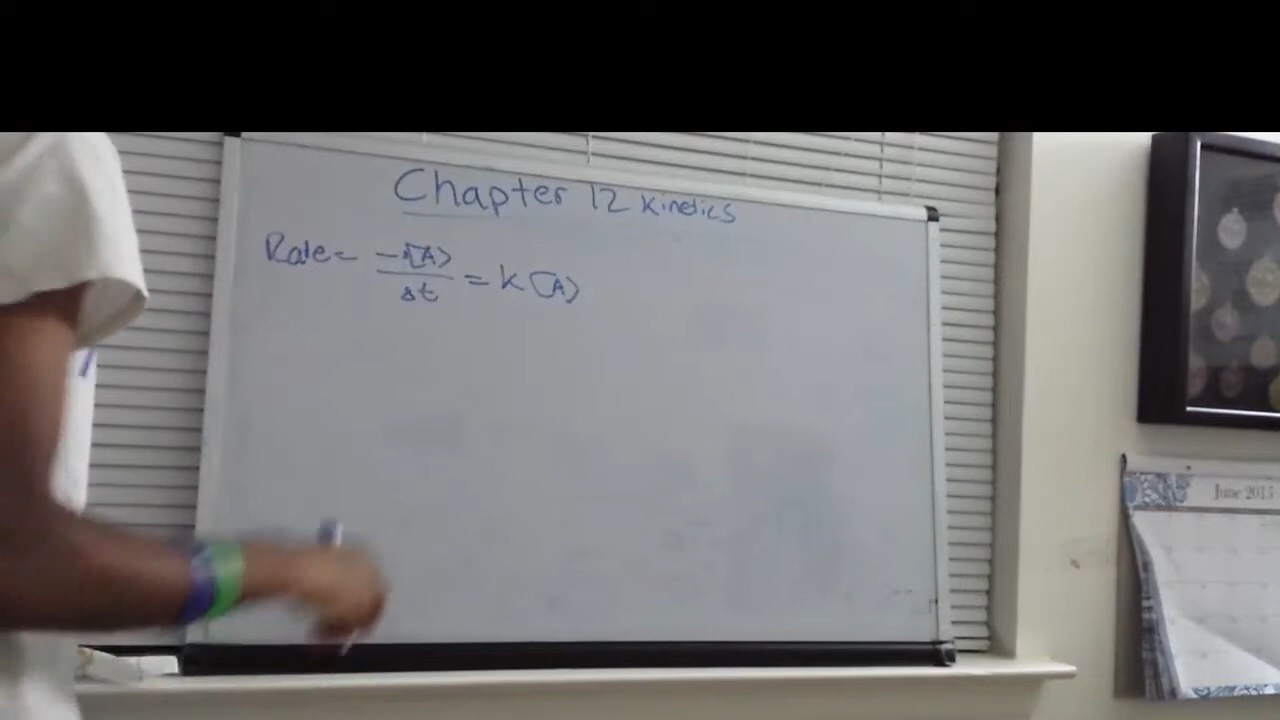 Chapter 12 Kinetics
Rate = -Δ[A] / Δt = K [A]
June 2015